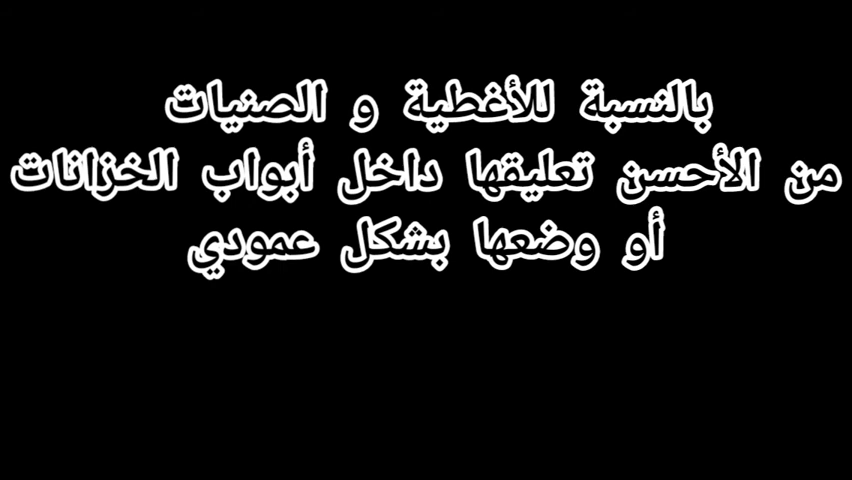 بالنسبة للأغطية و الصنيات
من الأحسن تعليقها داخل أبواب الخزانات
أو وضعها بشكل عمودي